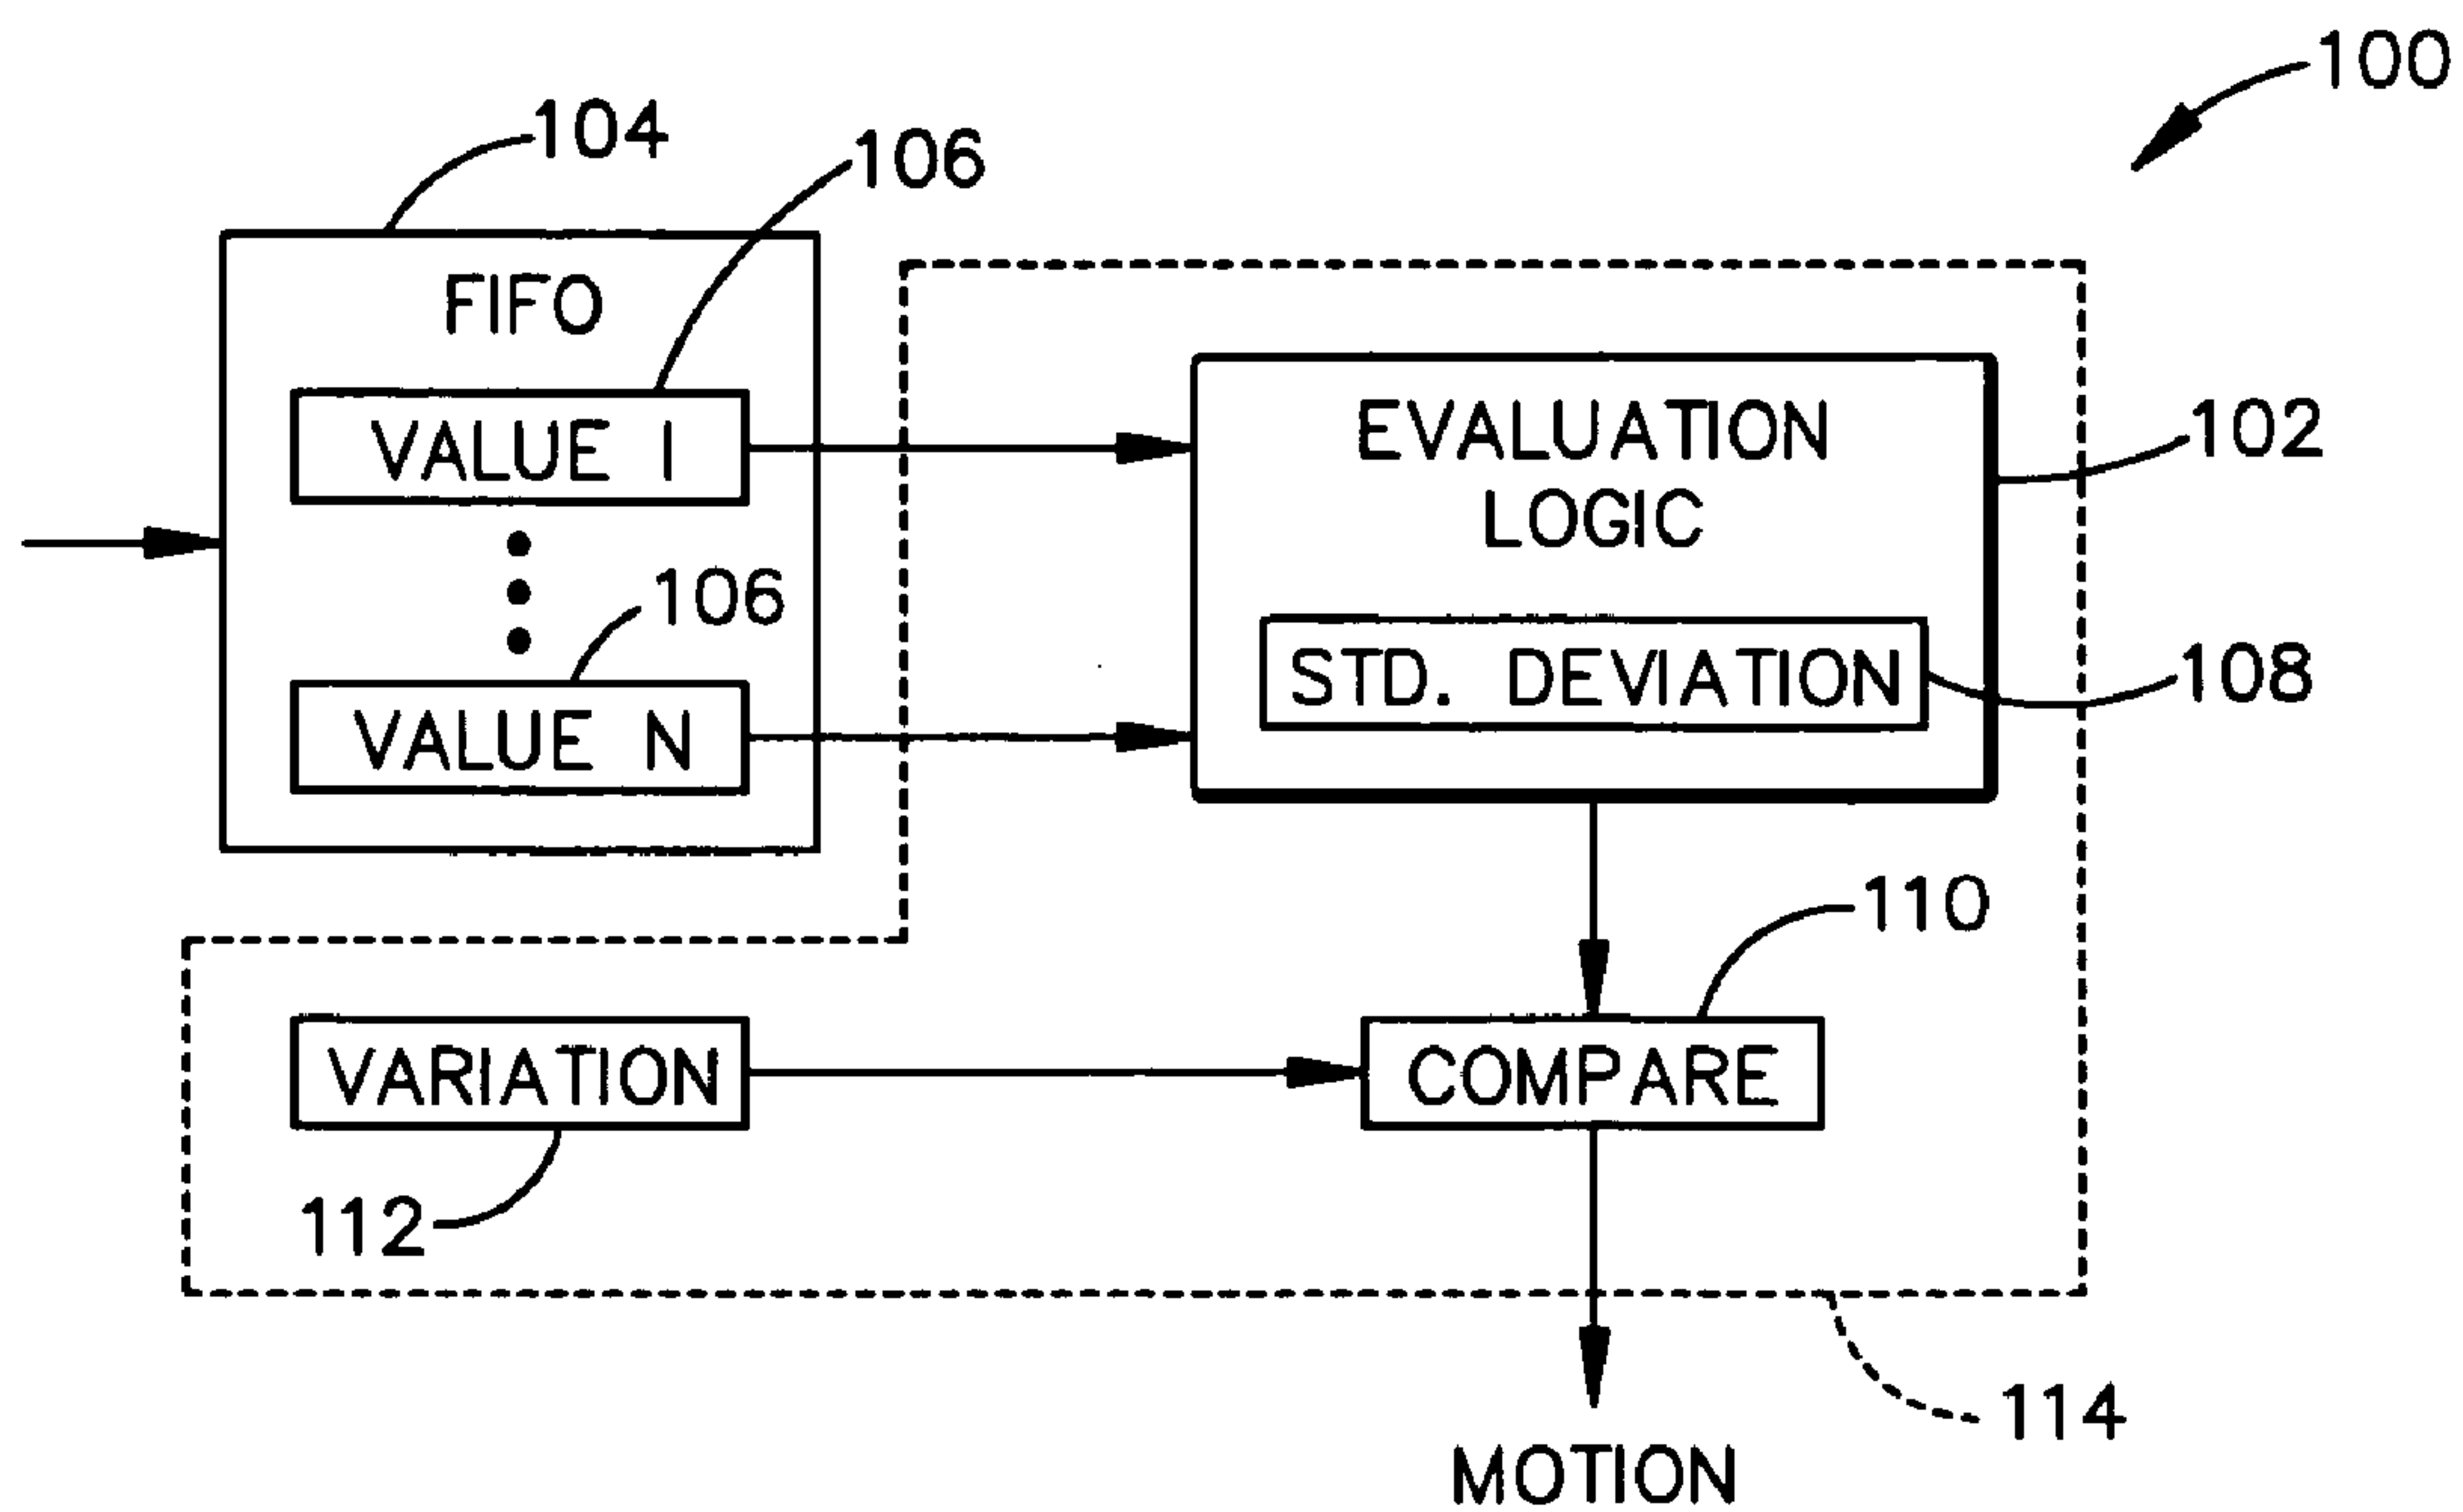 100
104
106
FIFO
VALUE 1
EVALUATION
LOGIC
102
106
STD. DEVIATION
108
VALUE N
110
VARIATION
COMPARE
112
114
MOTION